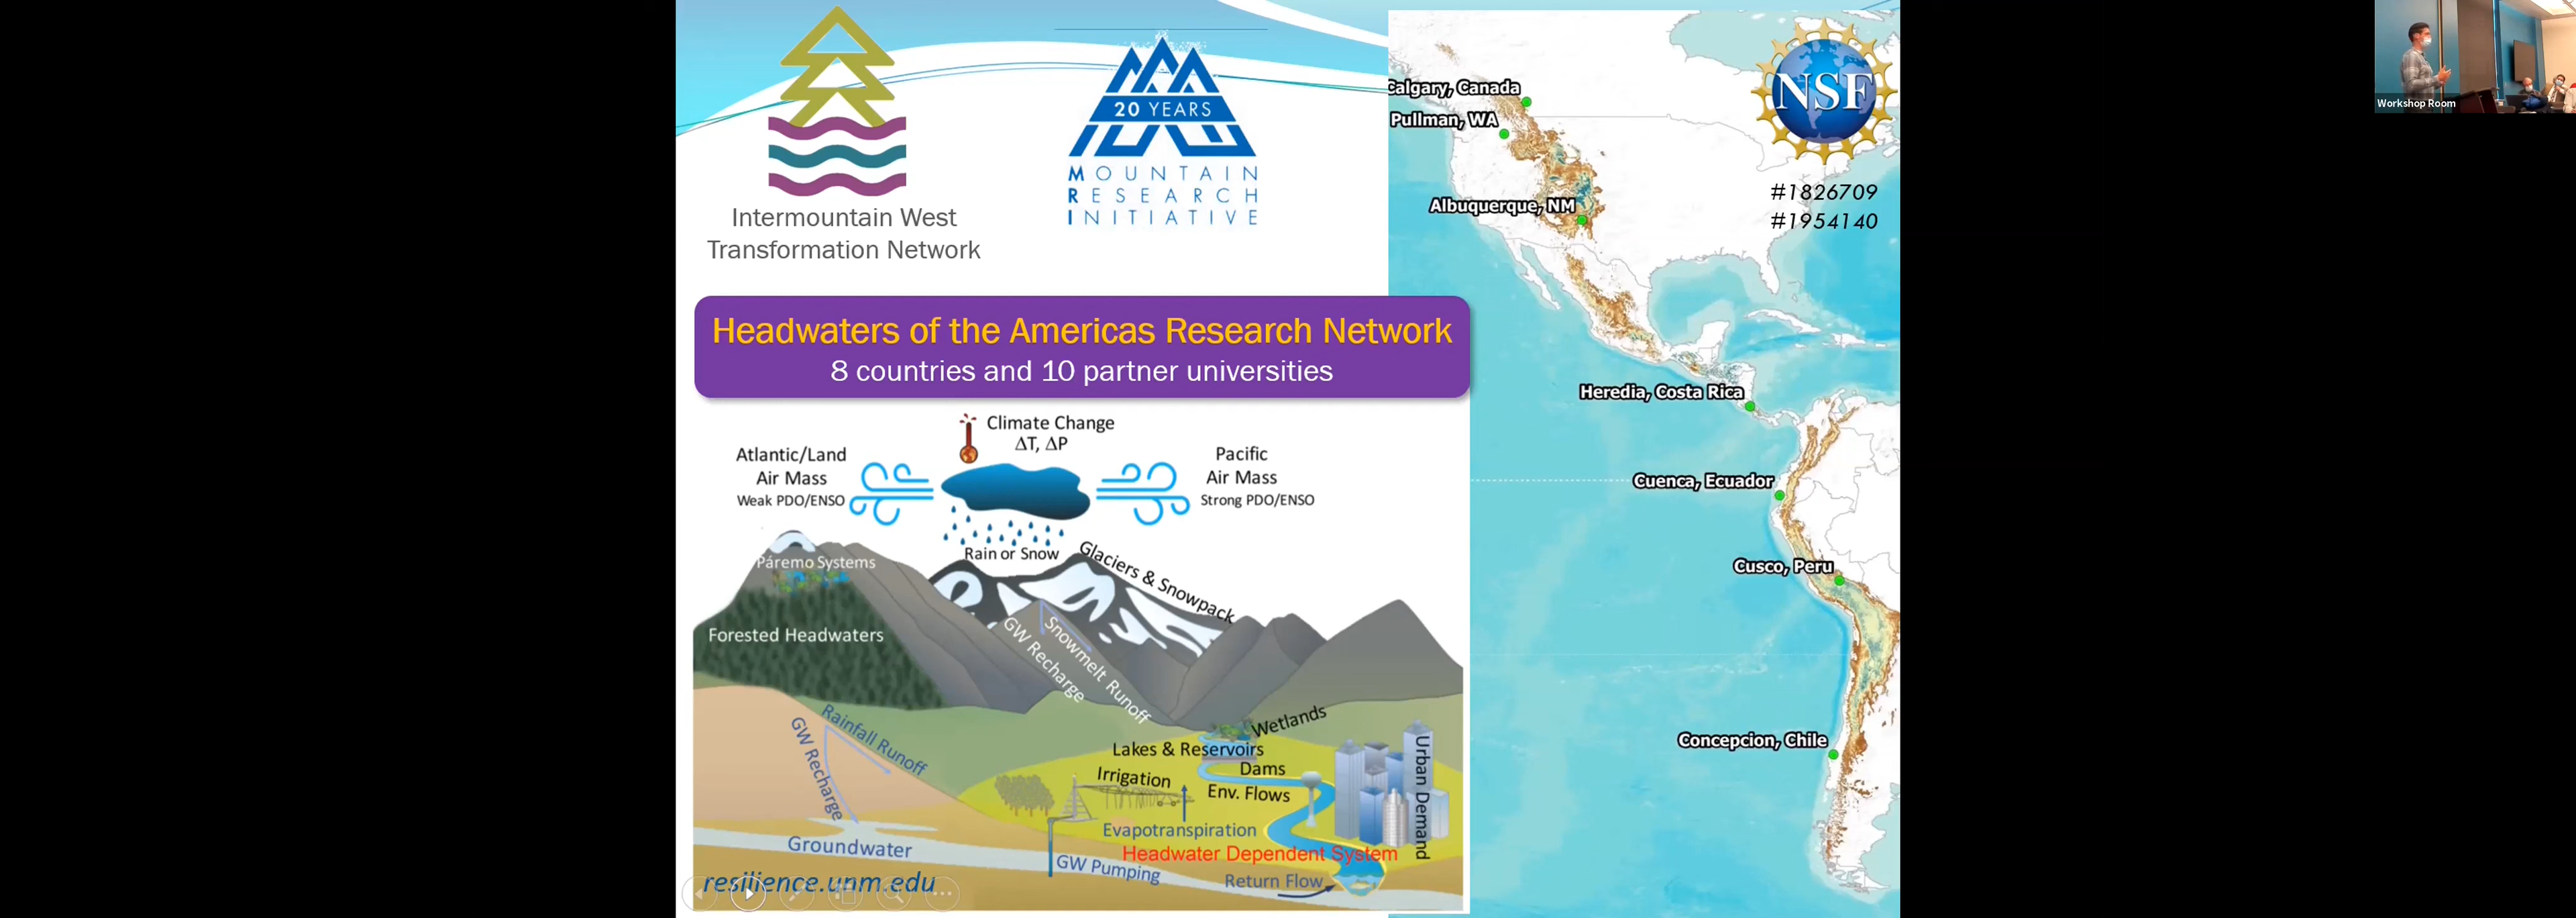 20 YEARS
MOUNTAIN
RESEARCH
INITIATIVE
Intermountain West
Transformation Network
NSF
#1826709
#1954140
Calgary, Canada
Pullman, WA
Albuquerque, NM
Heredia, Costa Rica
Cuenca, Ecuador
Cusco, Peru
Concepcion, Chile
Headwaters of the Americas Research Network
8 countries and 10 partner universities
Climate Change
ΔT, ΔP
Atlantic/Land
Air Mass
Weak PDO/ENSO
Pacific
Air Mass
Strong PDO/ENSO
Rain or Snow
Glaciers & Snowpack
Páremo Systems
Forested Headwaters
Snowmelt Runoff
GW Recharge
Rainfall Runoff
GW Recharge
Wetlands
Lakes & Reservoirs
Dams
Irrigation
Env. Flows
Urban Demand
Evapotranspiration
Headwater Dependent System
Groundwater
GW Pumping
Return Flow
resilience.unm.edu
Workshop Room